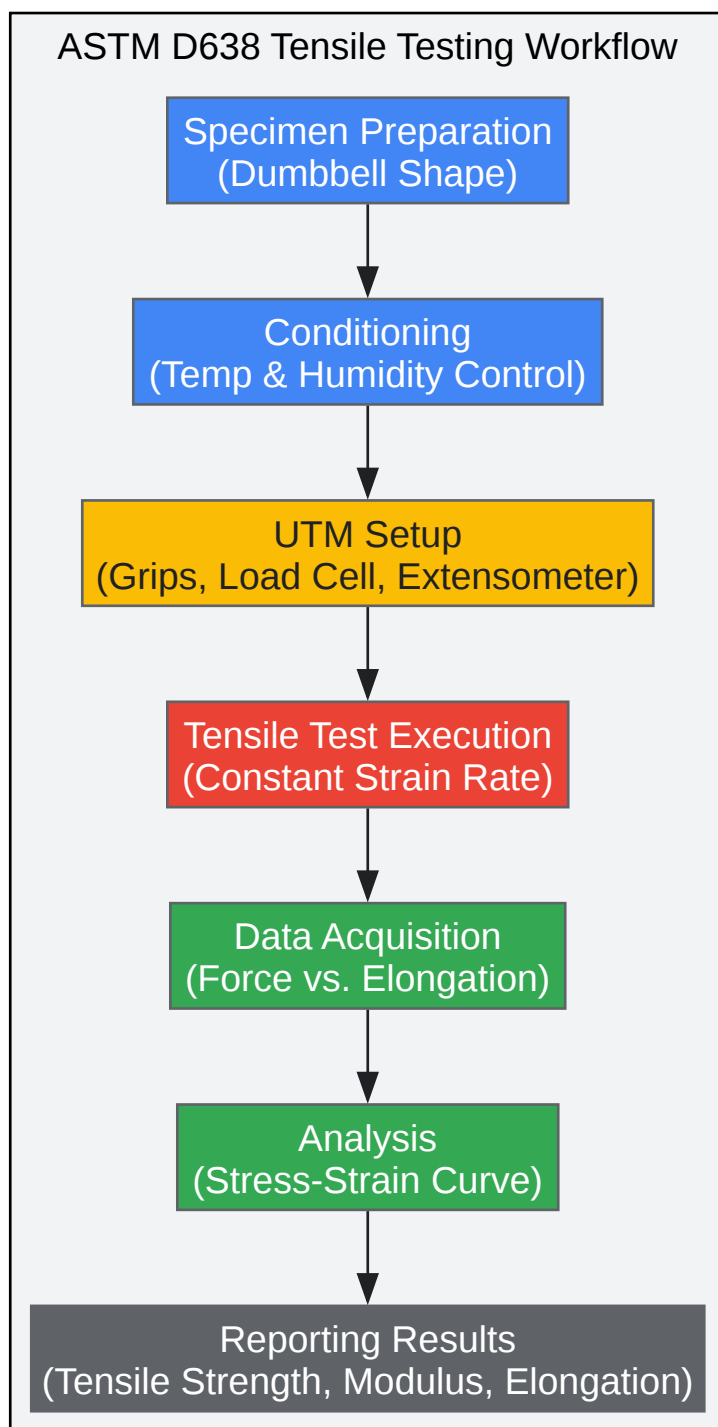 ASTM D638 Tensile Testing Workflow
Specimen Preparation
(Dumbbell Shape)
Conditioning
(Temp & Humidity Control)
UTM Setup
(Grips, Load Cell, Extensometer)
Tensile Test Execution
(Constant Strain Rate)
Data Acquisition
(Force vs. Elongation)
Analysis
(Stress-Strain Curve)
Reporting Results
(Tensile Strength, Modulus, Elongation)